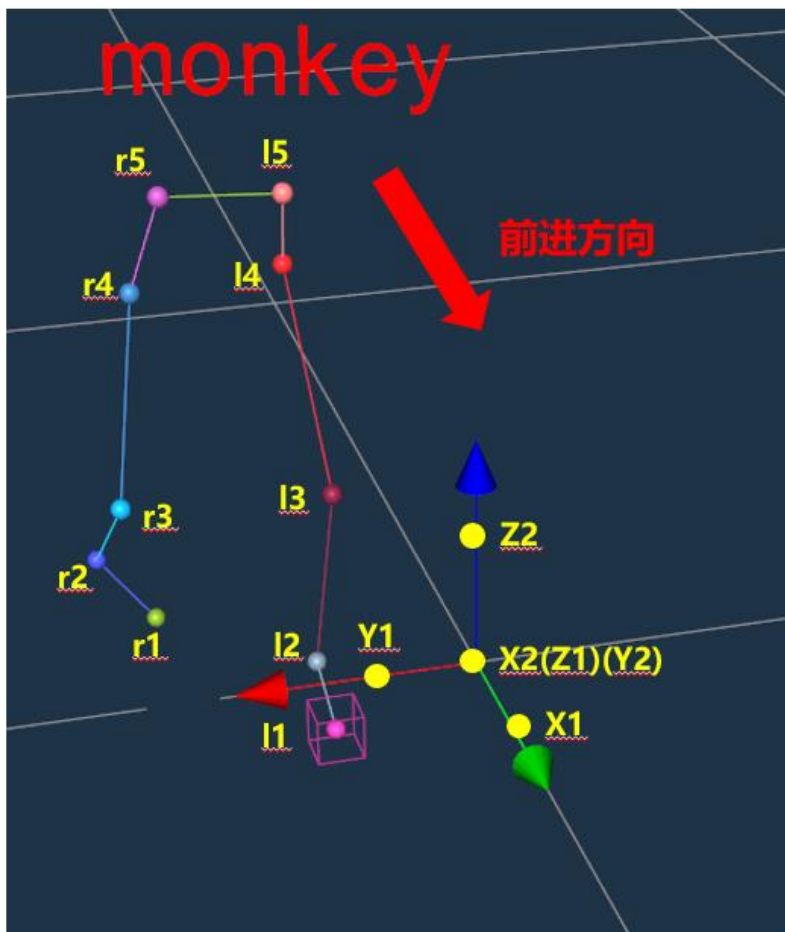 monkey
r5
l5
前进方向
r4
l4
l3
r3
Z2
r2
r1
l2
Y1
X2(Z1)(Y2)
l1
X1